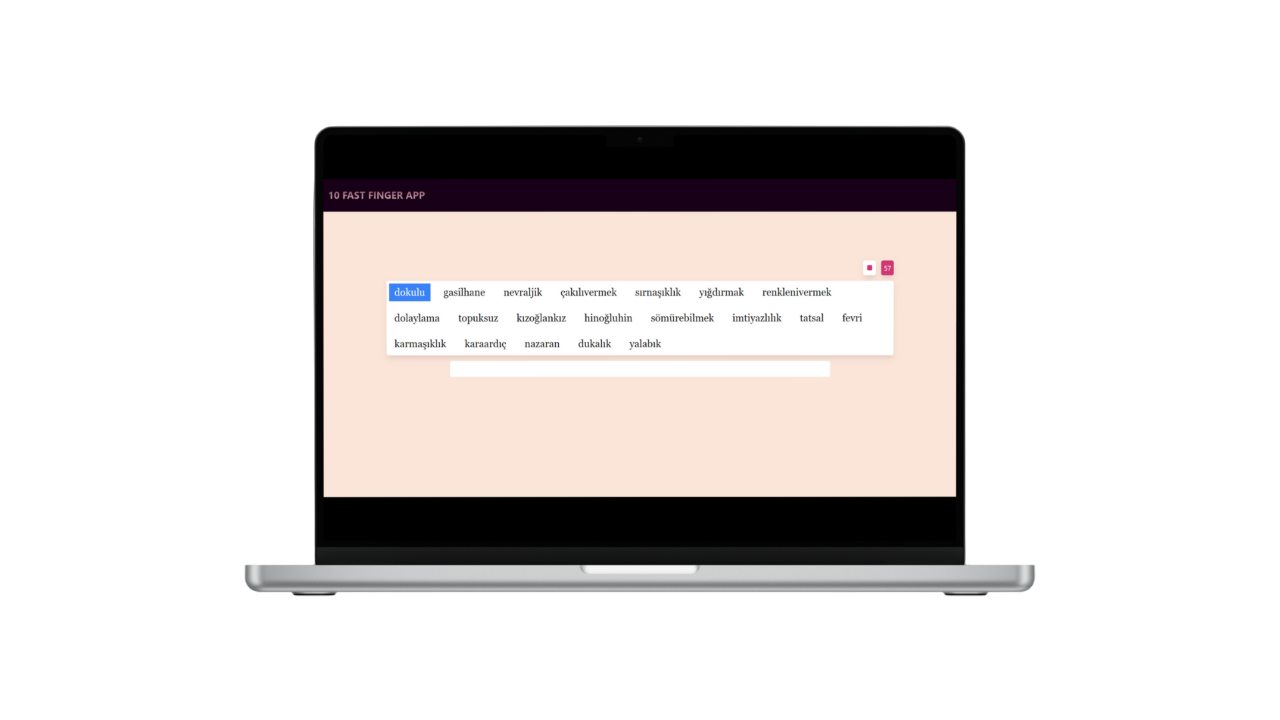 10 FAST FINGER APP
57
dokulu gasilhane nevraljik çakılıvermek sırnaşıklık yığdırmak renklenivermek
dolaylama topuksuz kızoğlankız hinoğluhin sömürebilmek imtiyazlılık tatsal fevri
karmaşıklık karaardıç nazaran dukalık yalabık